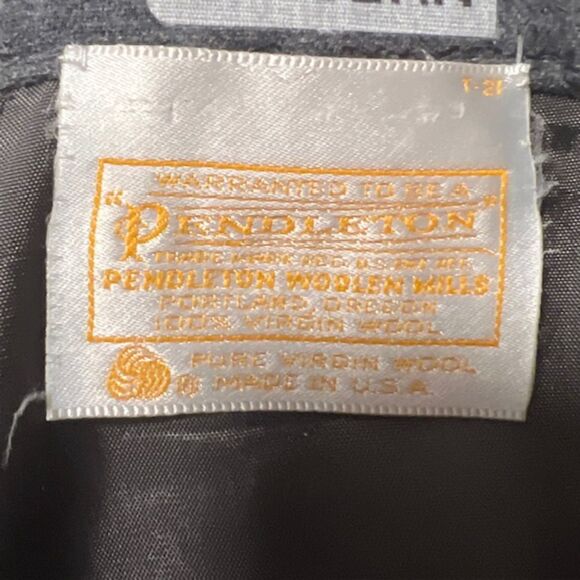 T-21
WARRANTED TO BE A
"PENDLETON"
TRADE MARK REG. U.S. PAT. OFF.
PENDLETON WOOLEN MILLS
PORTLAND, OREGON
100% VIRGIN WOOL
PURE VIRGIN WOOL
® MADE IN U.S.A.